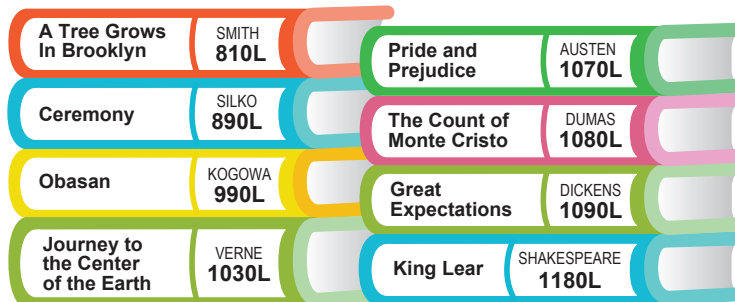 A Tree Grows
In Brooklyn
SMITH
810L
Ceremony
SILKO
890L
Obasan
KOGOWA
990L
Journey to
the Center
of the Earth
VERNE
1030L
Pride and
Prejudice
AUSTEN
1070L
The Count of
Monte Cristo
DUMAS
1080L
Great
Expectations
DICKENS
1090L
King Lear
SHAKESPEARE
1180L